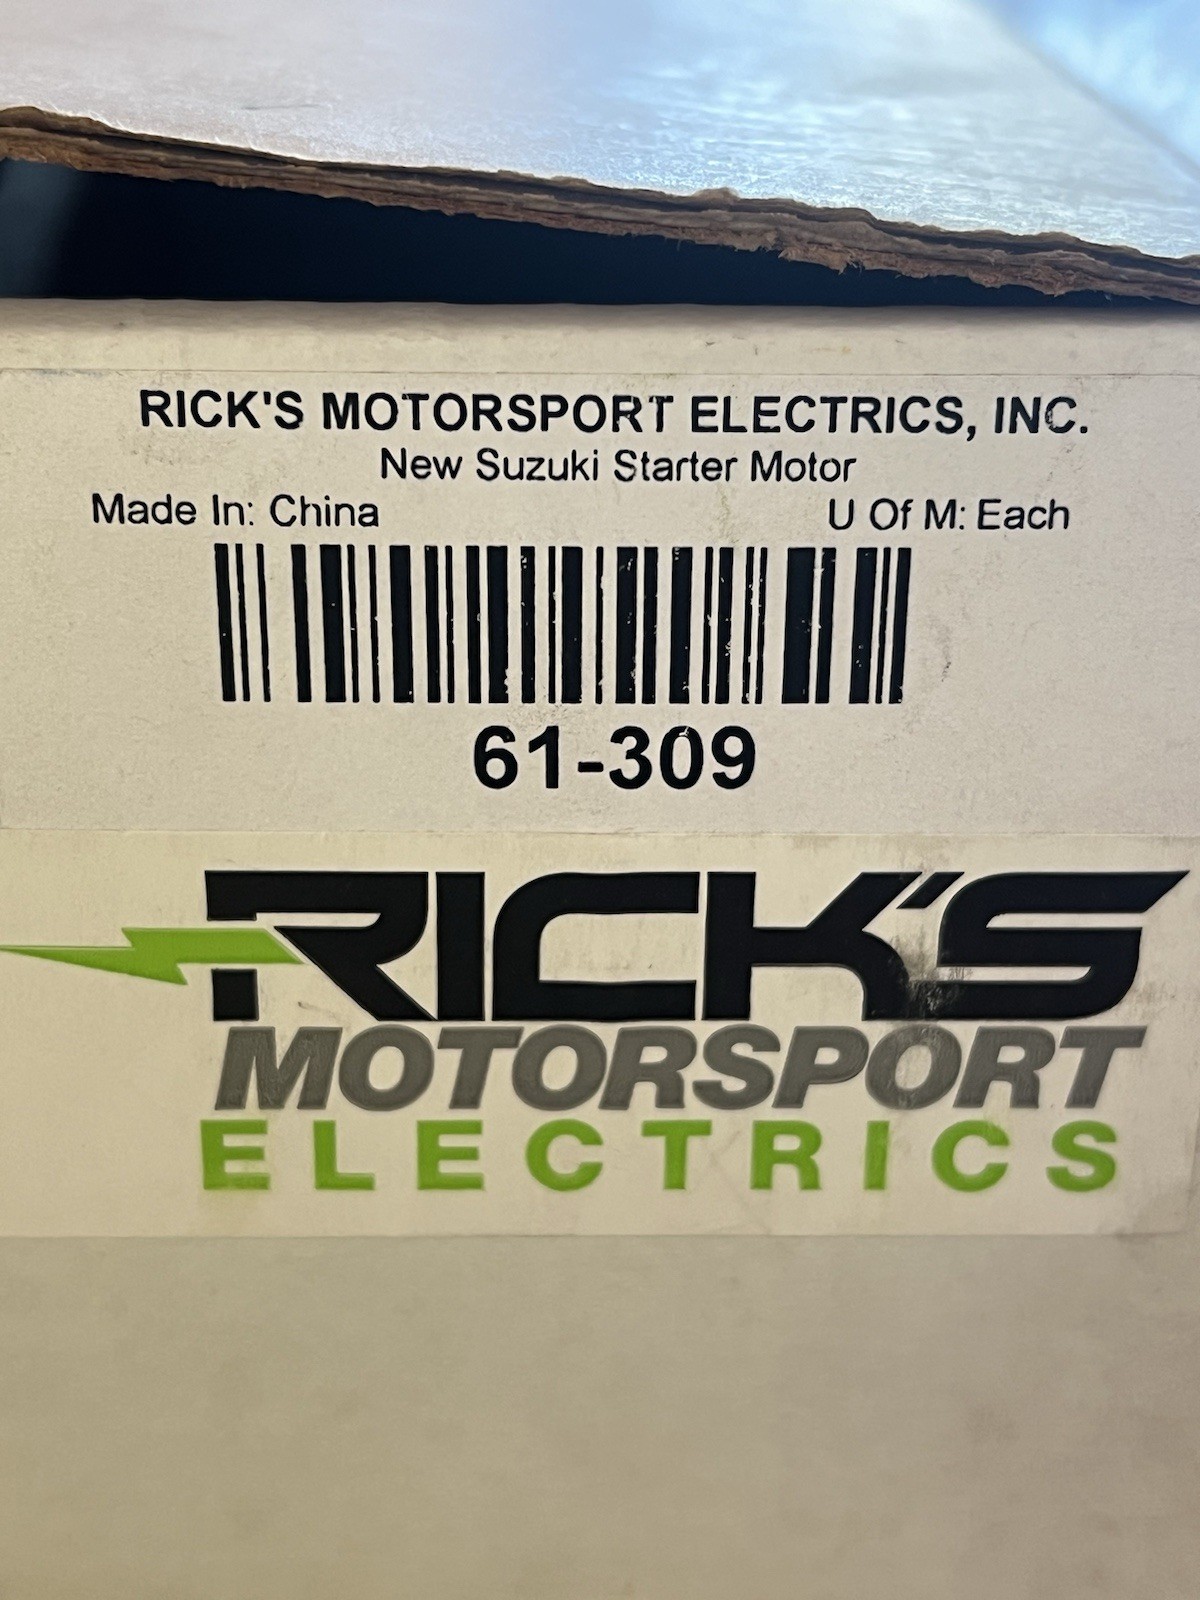 RICK'S MOTORSPORT ELECTRICS, INC.
New Suzuki Starter Motor
Made In: China U Of M: Each
61-309
RICK'S
MOTORSPORT
ELECTRICS